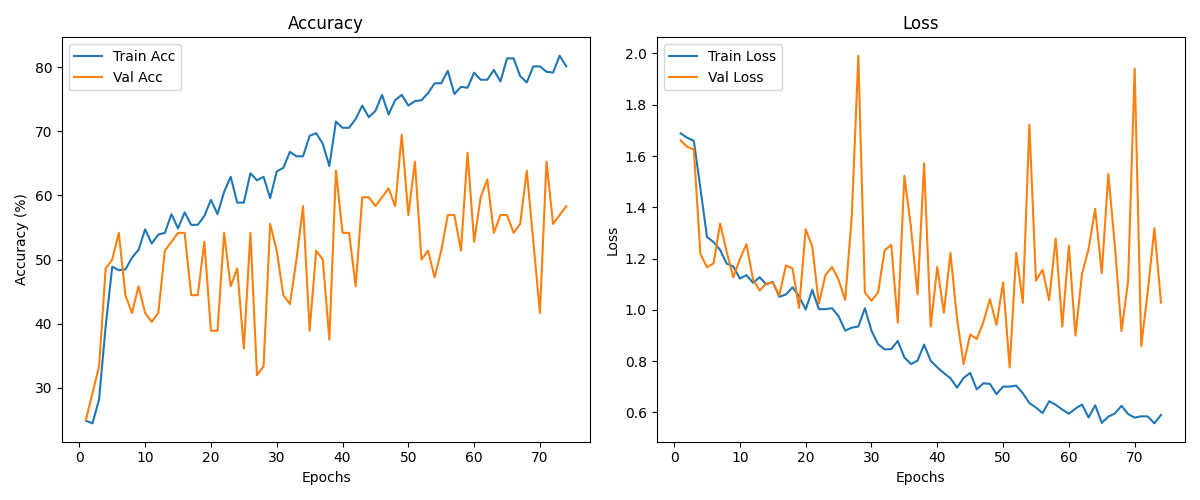 Accuracy
Train Acc
Val Acc
Accuracy (%)
80
70
60
50
40
30
0 10 20 30 40 50 60 70
Epochs
Loss
Train Loss
Val Loss
Loss
2.0
1.8
1.6
1.4
1.2
1.0
0.8
0.6
0 10 20 30 40 50 60 70
Epochs